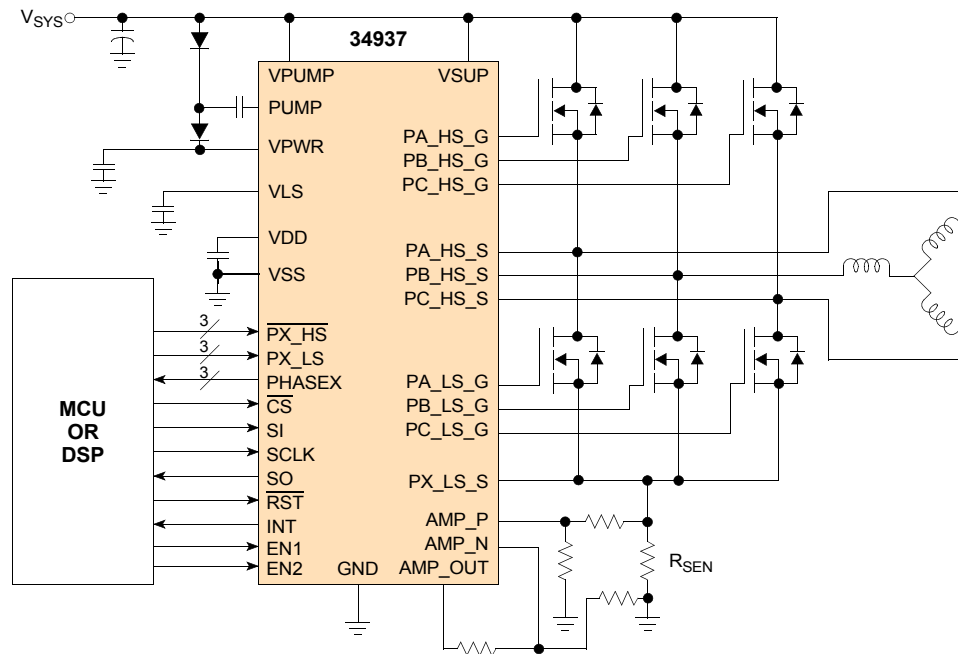 V_SYS
34937
VPUMP
VSUP
PUMP
VPWR
VLS
VDD
VSS
PA_HS_G
PB_HS_G
PC_HS_G
PA_HS_S
PB_HS_S
PC_HS_S
MCU
OR
DSP
3
3
3
PX_HS
PX_LS
PHASEX
CS
SI
SCLK
SO
RST
INT
EN1
EN2
GND
PA_LS_G
PB_LS_G
PC_LS_G
PX_LS_S
AMP_P
AMP_N
AMP_OUT
R_SEN